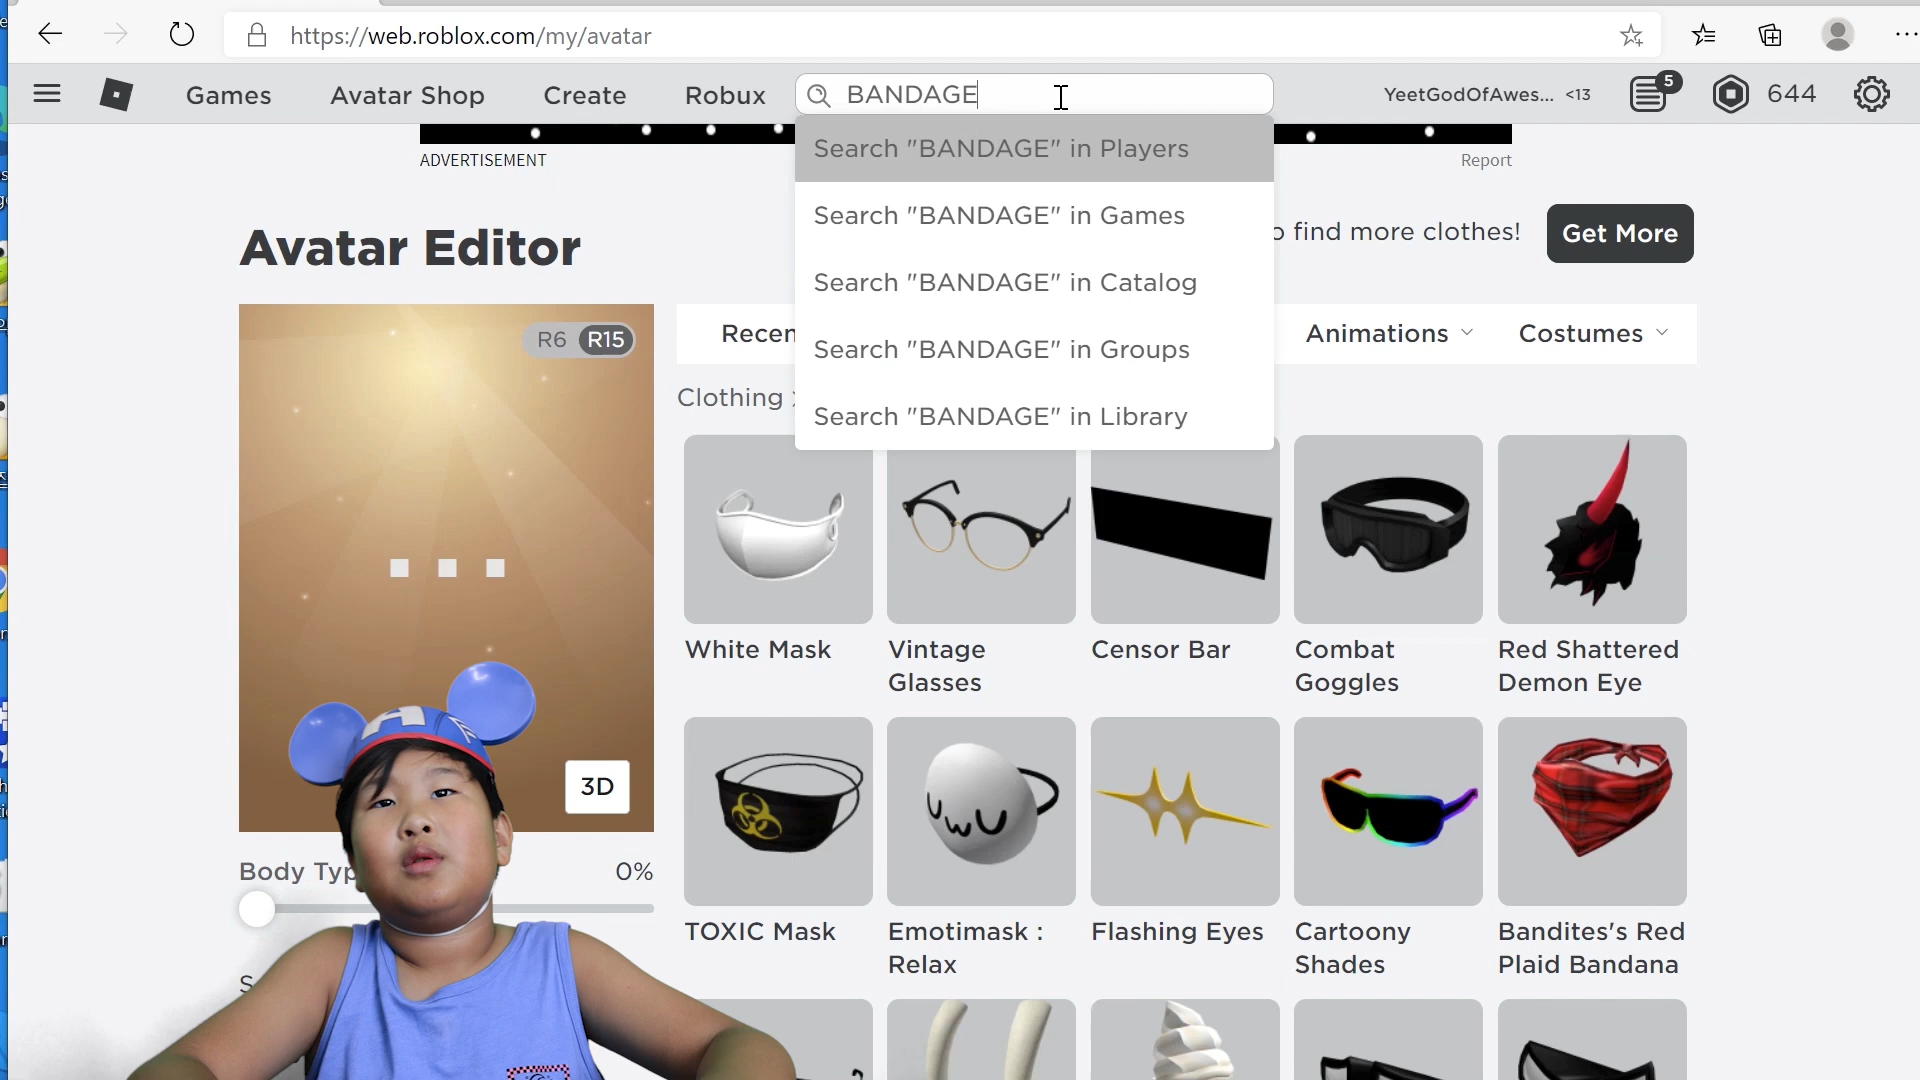 https://web.roblox.com/my/avatar
Games
Avatar Shop
Create
Robux
BANDAGE
YeetGodOfAwes... <13
5
644
Search "BANDAGE" in Players
Search "BANDAGE" in Games
Search "BANDAGE" in Catalog
Search "BANDAGE" in Groups
Search "BANDAGE" in Library
ADVERTISEMENT
Report
Avatar Editor
find more clothes!
Get More
R6 R15
Recen
Animations
Costumes
Clothing
White Mask
Vintage
Glasses
Censor Bar
Combat
Goggles
Red Shattered
Demon Eye
3D
UwU
Body Typ
0%
TOXIC Mask
Emotimask :
Relax
Flashing Eyes
Cartoony
Shades
Bandites's Red
Plaid Bandana